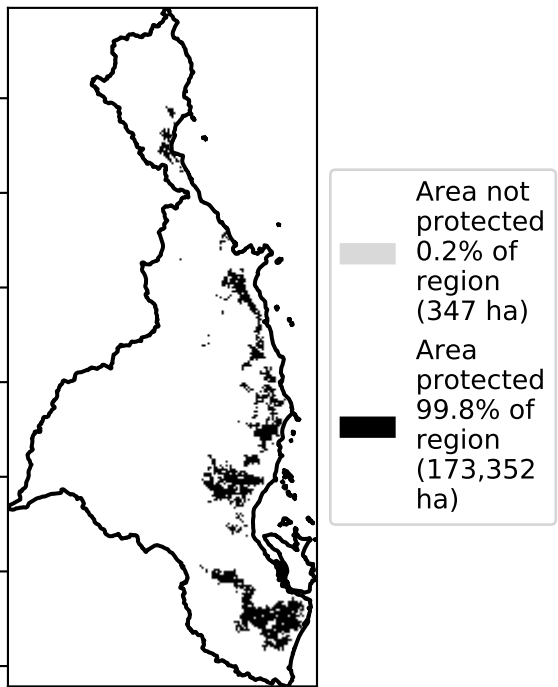 Area not
protected
0.2% of
region
(347 ha)
Area
protected
99.8% of
region
(173,352
ha)